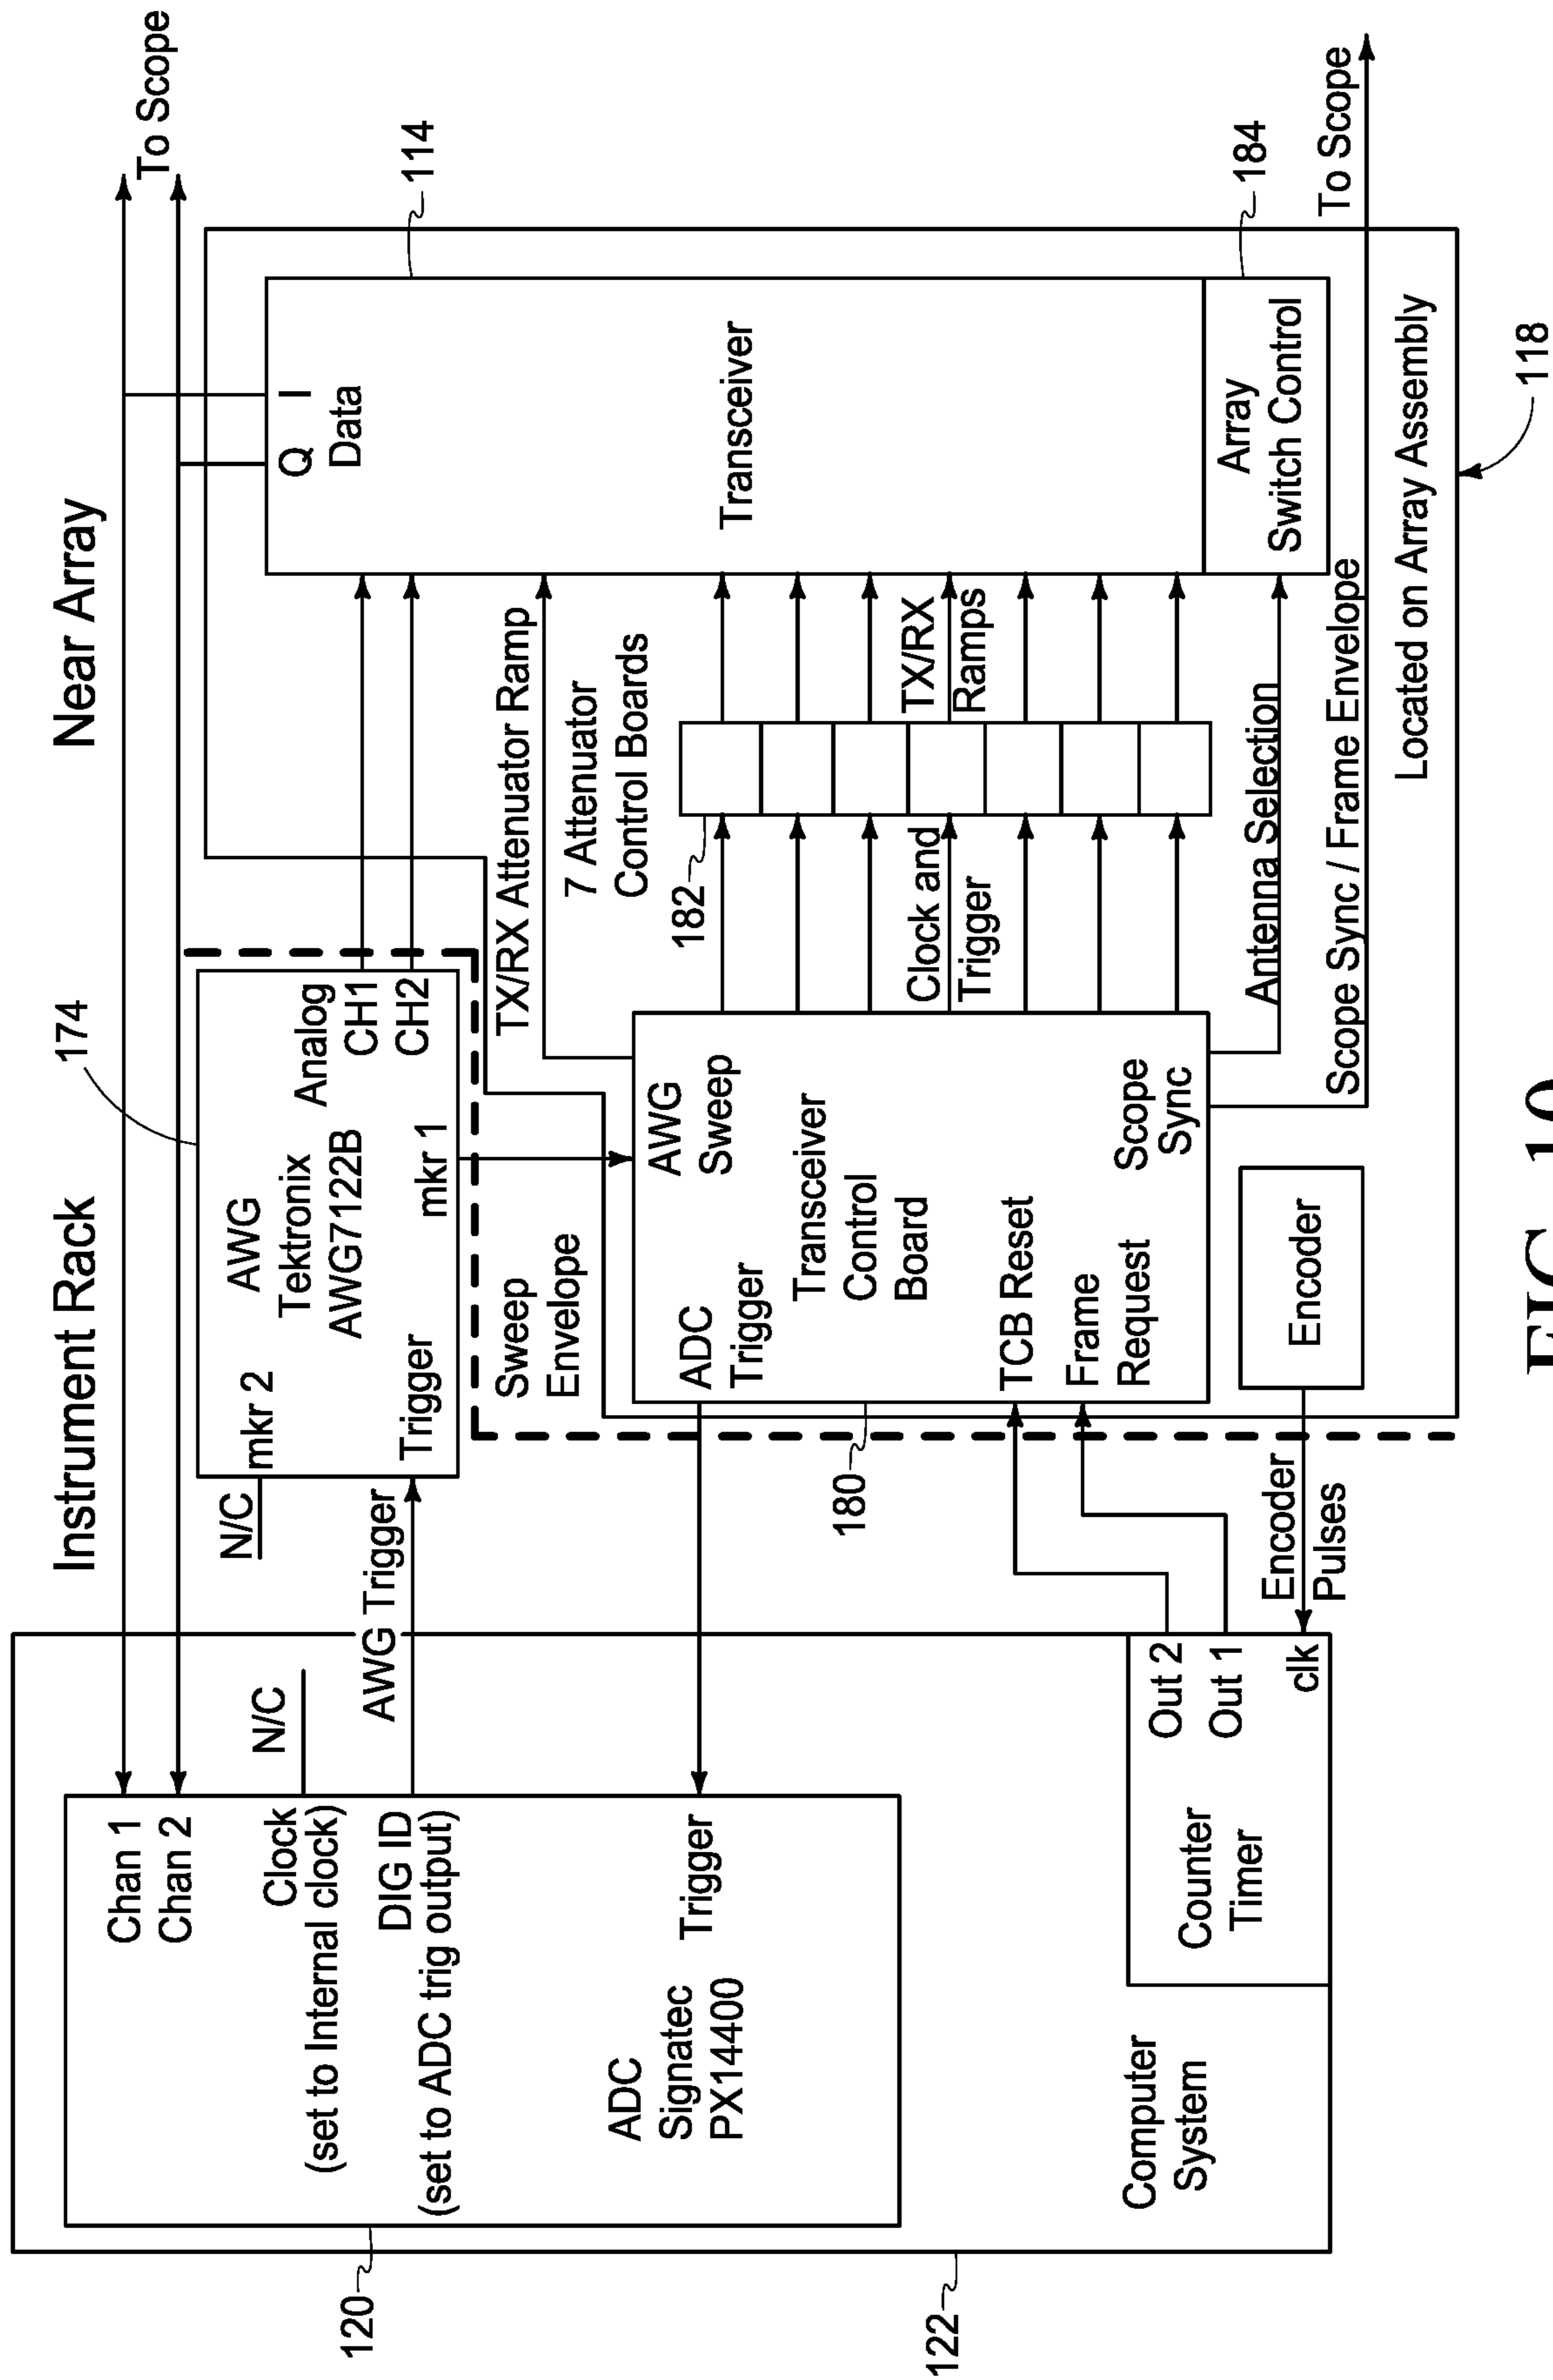 Instrument Rack
Near Array
To Scope
174
Chan 1
Chan 2
N/C
Clock
(set to Internal clock)
DIG ID
(set to ADC trig output)
AWG Trigger
Trigger
ADC
Signatec
PX14400
120
Computer
System
Counter
Timer
Out 2
Out 1
clk
122
N/C
mkr 2
AWG
Tektronix
AWG7122B
Analog
CH1
CH2
mkr 1
Trigger
Sweep
Envelope
TX/RX Attenuator Ramp
7 Attenuator
Control Boards
182
AWG
Sweep
ADC
Trigger
Transceiver
Control
Board
TCB Reset
Frame
Request
Scope
Sync
180
Clock and
Trigger
TX/RX
Ramps
Antenna Selection
Scope Sync / Frame Envelope
To Scope
Encoder
Encoder
Pulses
Q I
Data
Transceiver
114
Array
Switch Control
184
Located on Array Assembly
118